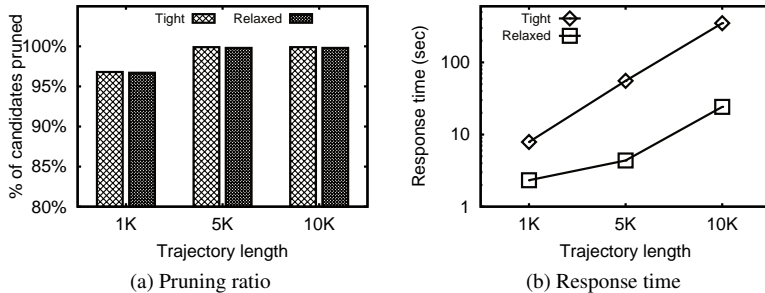 Tight
Relaxed
% of candidates pruned
100%
95%
90%
85%
80%
1K
5K
10K
Trajectory length
(a) Pruning ratio
Tight
Relaxed
Response time (sec)
100
10
1
1K
5K
10K
Trajectory length
(b) Response time